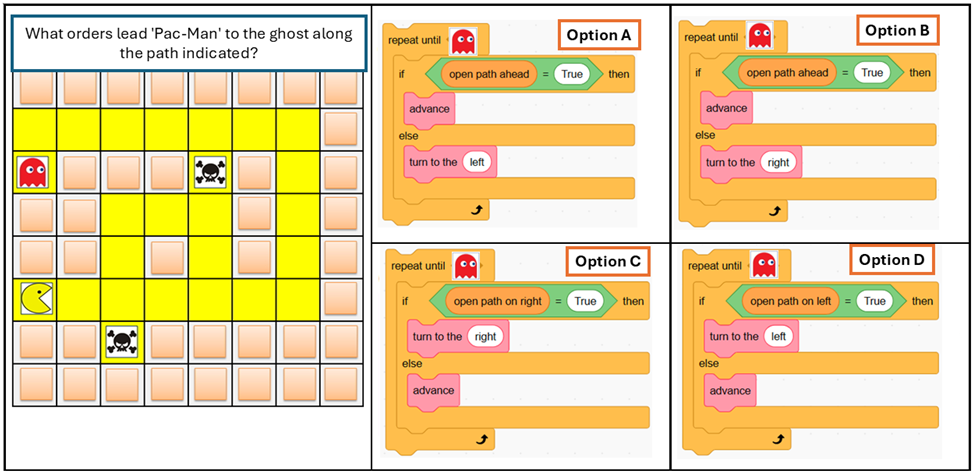 What orders lead 'Pac-Man' to the ghost along
the path indicated?
Option A
repeat until
if open path ahead = True then
advance
else
turn to the left
Option B
repeat until
if open path ahead = True then
advance
else
turn to the right
Option C
repeat until
if open path on right = True then
turn to the right
else
advance
Option D
repeat until
if open path on left = True then
turn to the left
else
advance